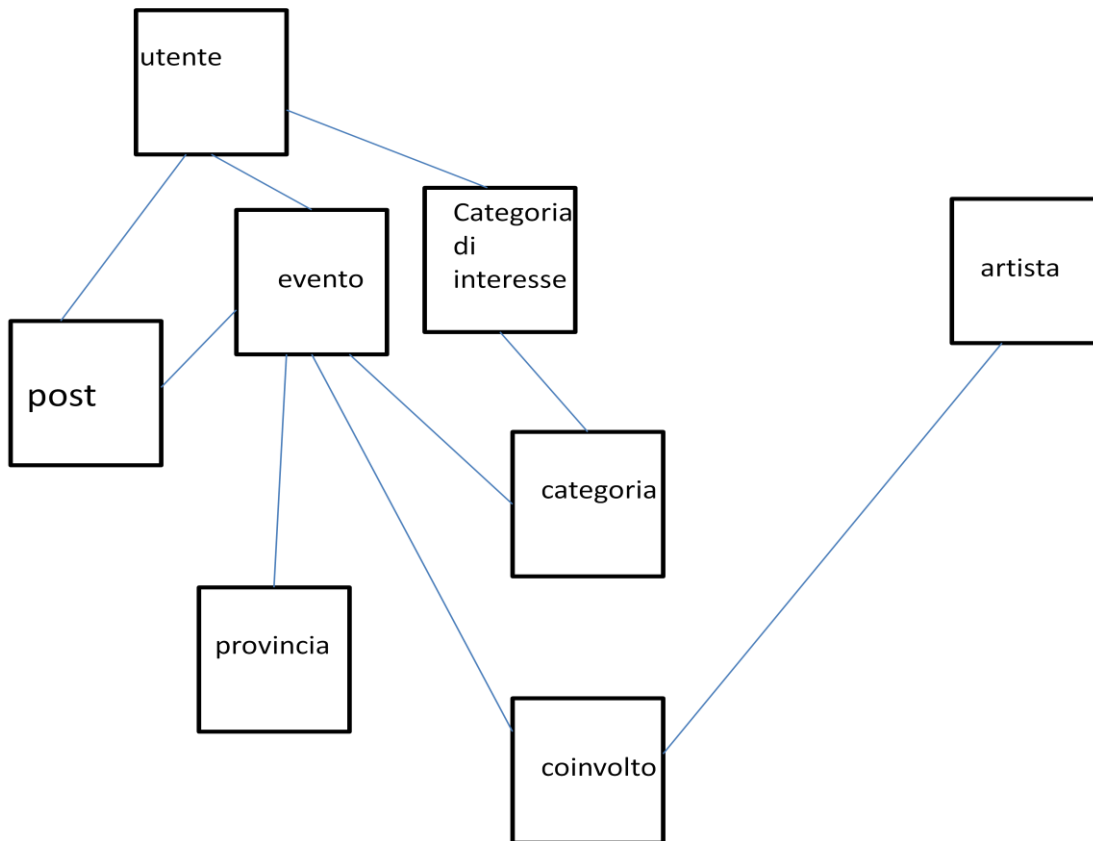 utente
Categoria
di
interesse
evento
artista
post
categoria
provincia
coinvolto